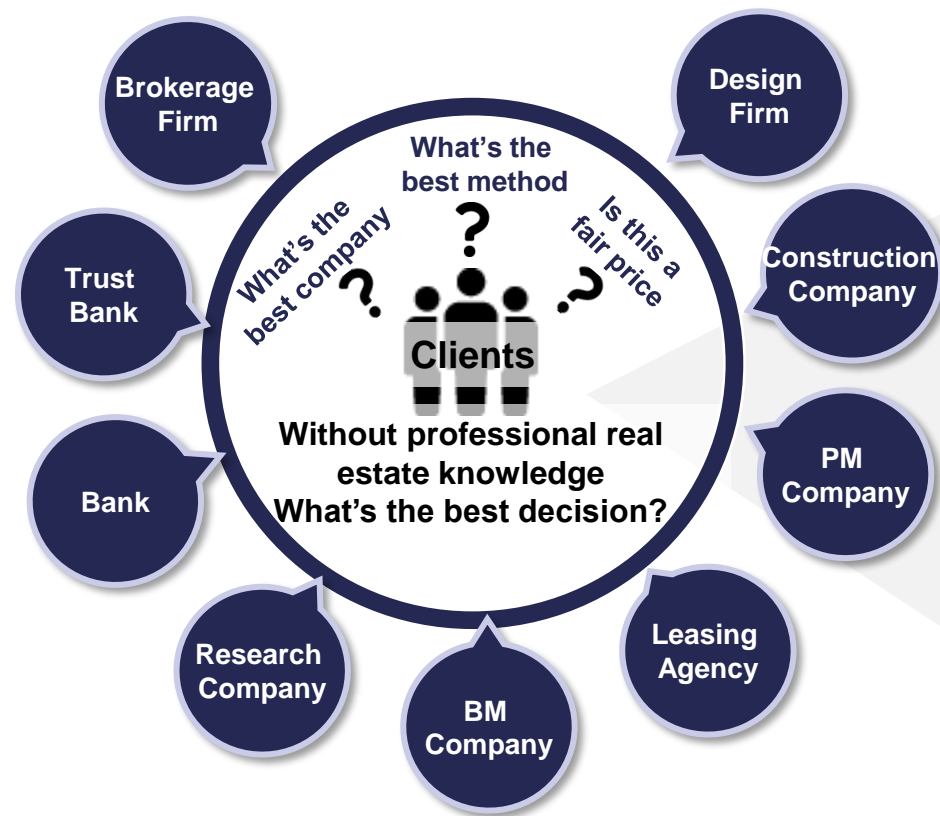 Brokerage
Firm
Design
Firm
What's the
best method
What's the
best company
Is this a
fair price
?
?
?
Trust
Bank
Construction
Company
Clients
Without professional real
estate knowledge
What's the best decision?
Bank
PM
Company
Research
Company
Leasing
Agency
BM
Company